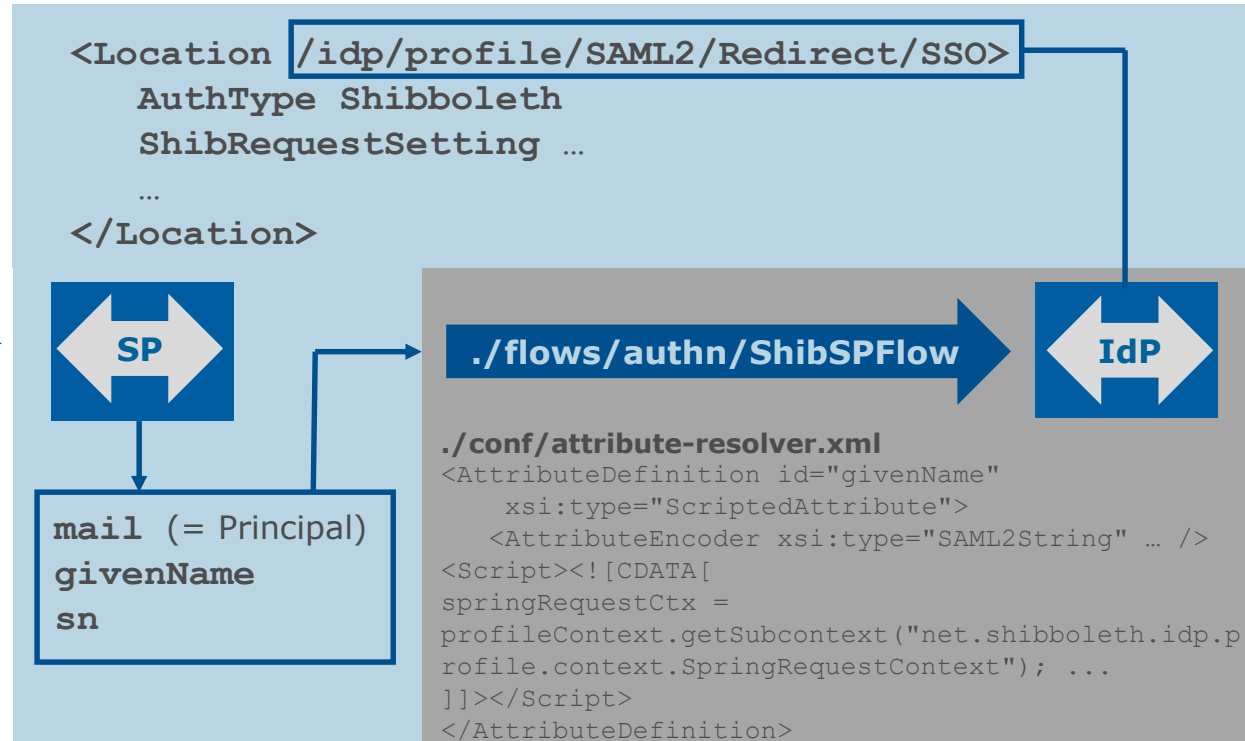 <Location /idp/profile/SAML2/Redirect/SSO>
AuthType Shibboleth
ShibRequestSetting …
…
</Location>
SP
./flows/authn/ShibSPFlow
IdP
mail (= Principal)
givenName
sn
./conf/attribute-resolver.xml
<AttributeDefinition id="givenName"
xsi:type="ScriptedAttribute">
<AttributeEncoder xsi:type="SAML2String" … />
<Script><![CDATA[
springRequestCtx =
profileContext.getSubcontext("net.shibboleth.idp.p
rofile.context.SpringRequestContext"); ...
]]></Script>
</AttributeDefinition>